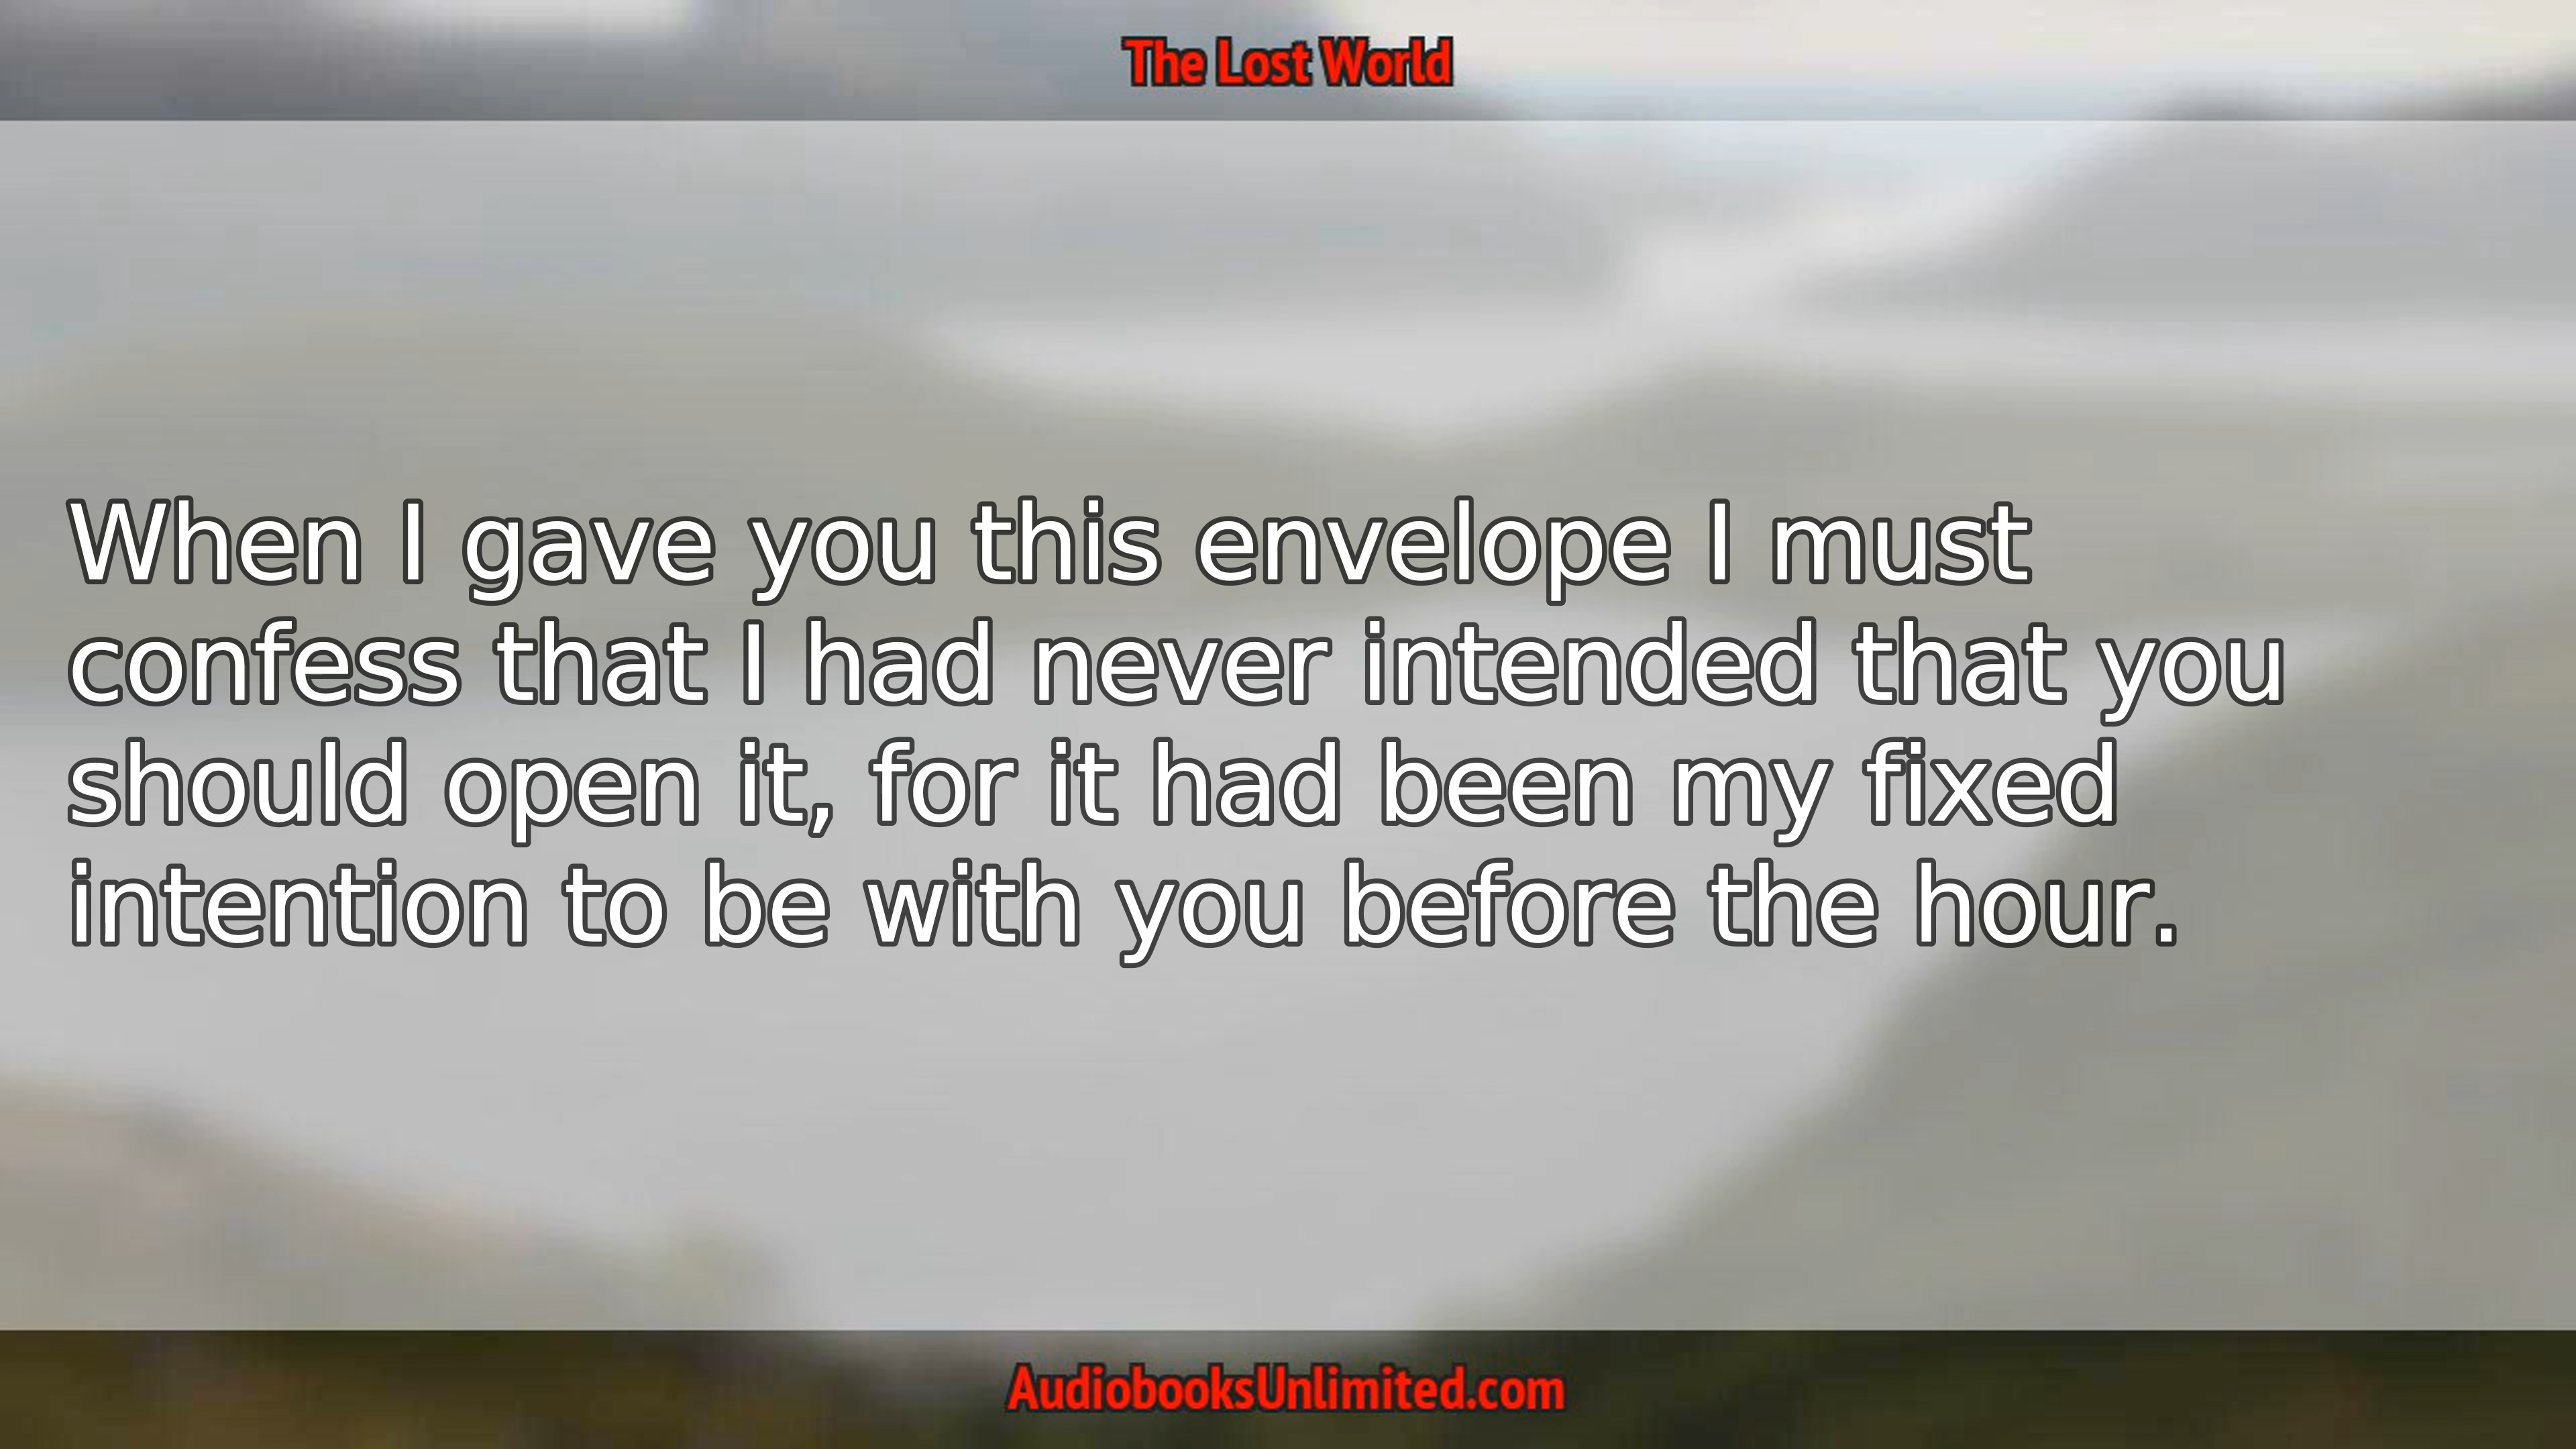 The Lost World
When I gave you this envelope I must
confess that I had never intended that you
should open it, for it had been my fixed
intention to be with you before the hour.
AudiobooksUnlimited.com